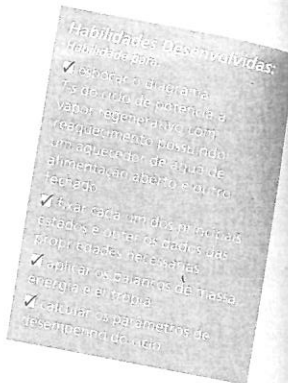 Habilidades Desenvolvidas:
Habilidade para:
✓ esboçar o diagrama
T-s de ciclo de potência a
vapor regenerativo com
reaquecimento possuindo
um aquecedor de água de
alimentação aberto e outro
fechado
✓ fixar cada um dos principais
estados e obter os dados das
propriedades necessárias
✓ aplicar os balanços de massa,
energia e entropia
✓ calcular os parâmetros de
desempenho do ciclo